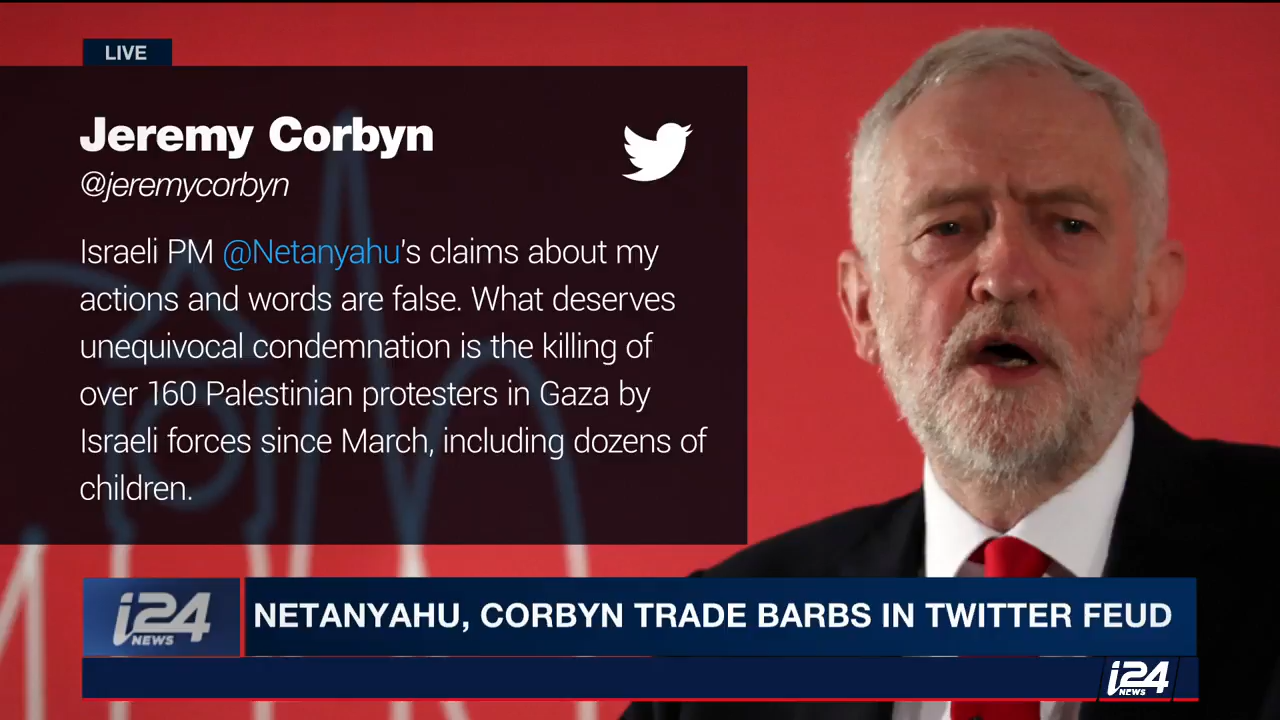 LIVE
Jeremy Corbyn
@jeremycorbyn
Israeli PM @Netanyahu's claims about my
actions and words are false. What deserves
unequivocal condemnation is the killing of
over 160 Palestinian protesters in Gaza by
Israeli forces since March, including dozens of
children.
i24
NEWS
NETANYAHU, CORBYN TRADE BARBS IN TWITTER FEUD
i24
NEWS